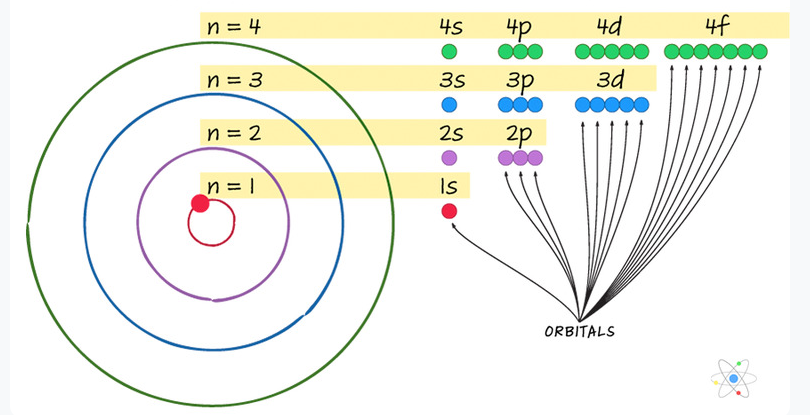 n = 4 4s 4p 4d 4f
n = 3 3s 3p 3d
n = 2 2s 2p
n = 1 1s
ORBITALS